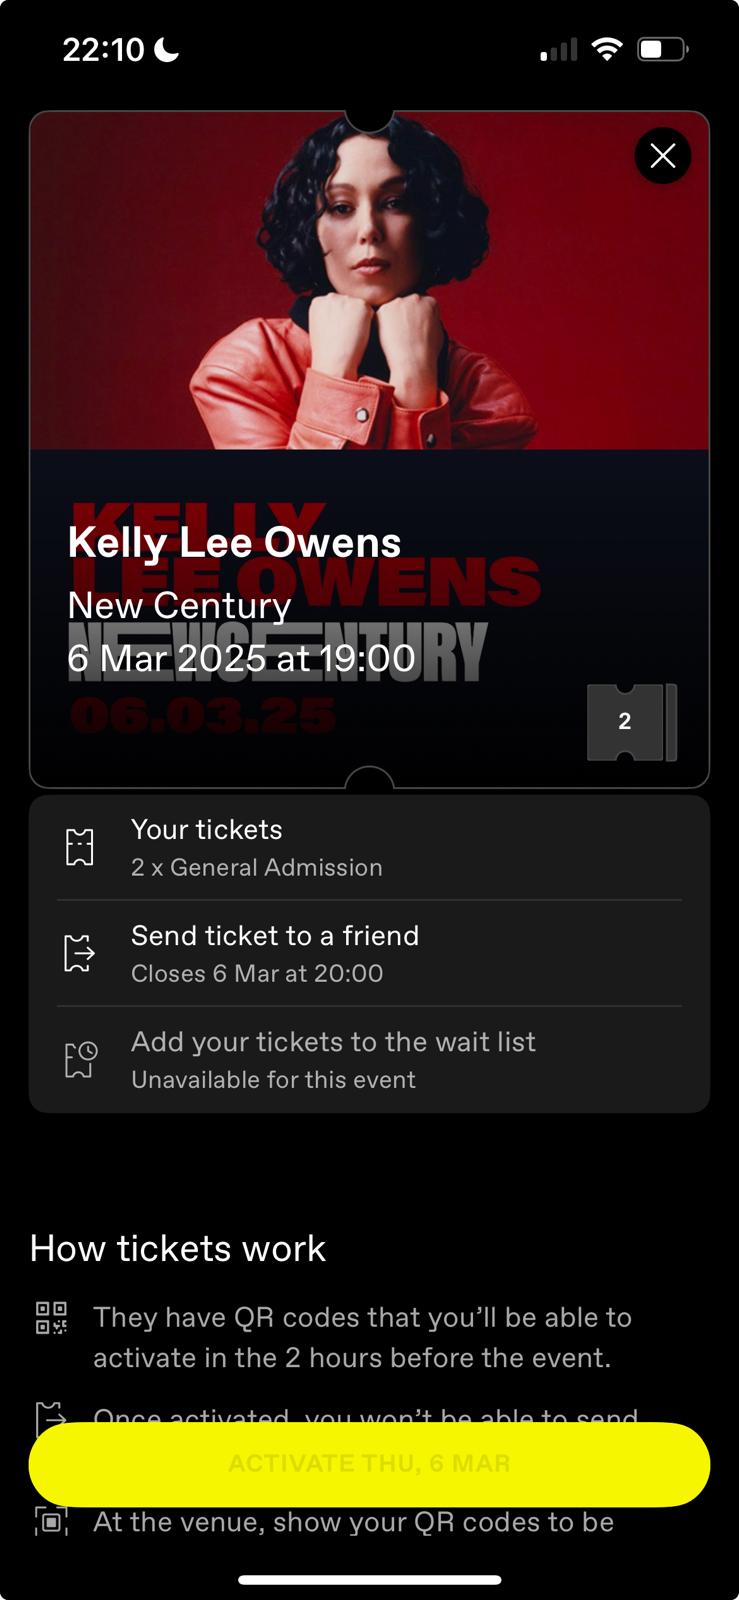 22:10
KELLY
LEE OWENS
Kelly Lee Owens
New Century
NEWCENTURY
6 Mar 2025 at 19:00
06.03.25
2
Your tickets
2 x General Admission
Send ticket to a friend
Closes 6 Mar at 20:00
Add your tickets to the wait list
Unavailable for this event
How tickets work
They have QR codes that you’ll be able to
activate in the 2 hours before the event.
Once activated, you won’t be able to send
ACTIVATE THU, 6 MAR
At the venue, show your QR codes to be